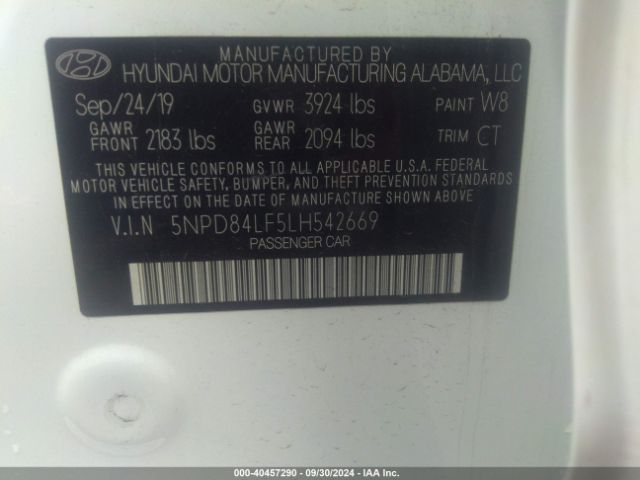 MANUFACTURED BY
HYUNDAI MOTOR MANUFACTURING ALABAMA, LLC
Sep/24/19 GVWR 3924 lbs PAINT W8
GAWR FRONT 2183 lbs GAWR REAR 2094 lbs TRIM CT
THIS VEHICLE CONFORMS TO ALL APPLICABLE U.S.A. FEDERAL
MOTOR VEHICLE SAFETY, BUMPER, AND THEFT PREVENTION STANDARDS
IN EFFECT ON THE DATE OF MANUFACTURE SHOWN ABOVE.
V.I.N 5NPD84LF5LH542669
PASSENGER CAR
000-40457290 - 09/30/2024 - IAA Inc.